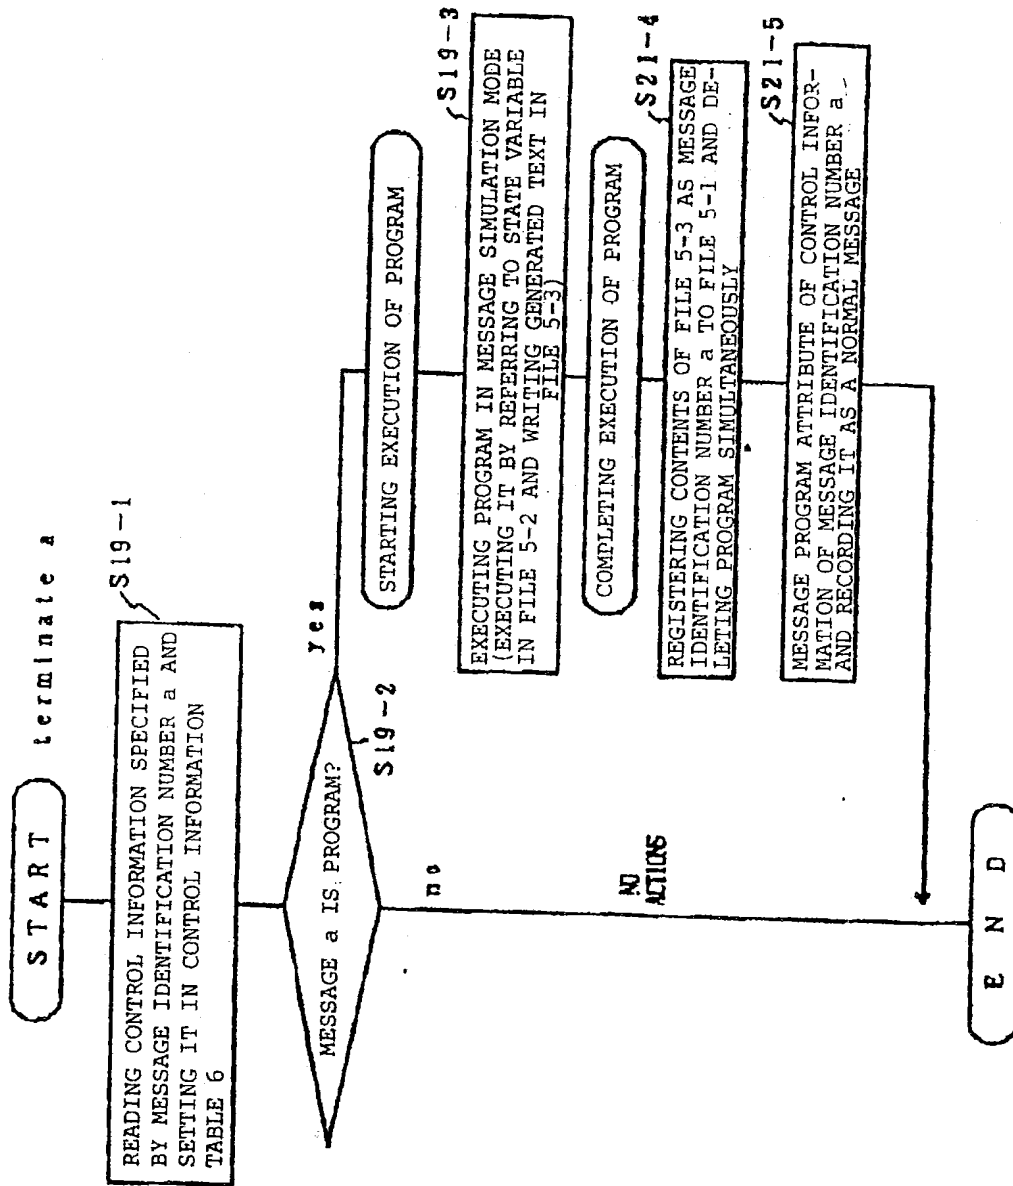 START
terminate a
S19-1
READING CONTROL INFORMATION SPECIFIED
BY MESSAGE IDENTIFICATION NUMBER a AND
SETTING IT IN CONTROL INFORMATION
TABLE 6
MESSAGE a IS PROGRAM?
S19-2
yes
no
NO
ACTIONS
STARTING EXECUTION OF PROGRAM
S19-3
EXECUTING PROGRAM IN MESSAGE SIMULATION MODE
(EXECUTING IT BY REFERRING TO STATE VARIABLE
IN FILE 5-2 AND WRITING GENERATED TEXT IN
FILE 5-3)
COMPLETING EXECUTION OF PROGRAM
S21-4
REGISTERING CONTENTS OF FILE 5-3 AS MESSAGE
IDENTIFICATION NUMBER a TO FILE 5-1 AND DE-
LETING PROGRAM SIMULTANEOUSLY
S21-5
MESSAGE PROGRAM ATTRIBUTE OF CONTROL INFOR-
MATION OF MESSAGE IDENTIFICATION NUMBER a
AND RECORDING IT AS A NORMAL MESSAGE
END